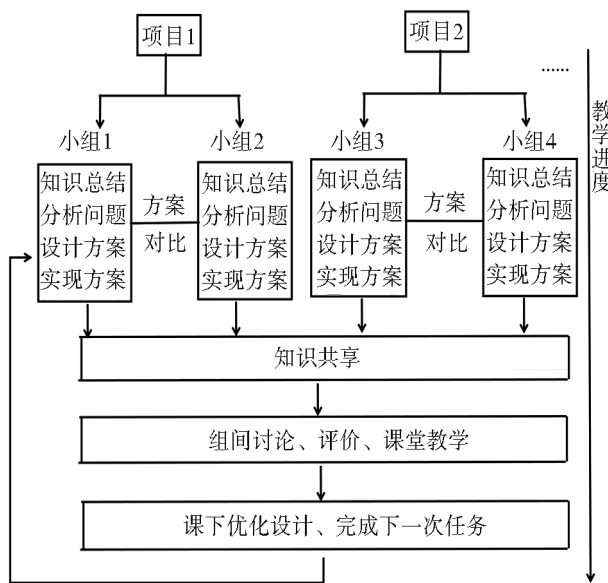 项目1
项目2
......
教学进度
小组1
小组2
小组3
小组4
知识总结
分析问题
设计方案
实现方案
方案
对比
知识总结
分析问题
设计方案
实现方案
知识总结
分析问题
设计方案
实现方案
方案
对比
知识总结
分析问题
设计方案
实现方案
知识共享
组间讨论、评价、课堂教学
课下优化设计、完成下一次任务